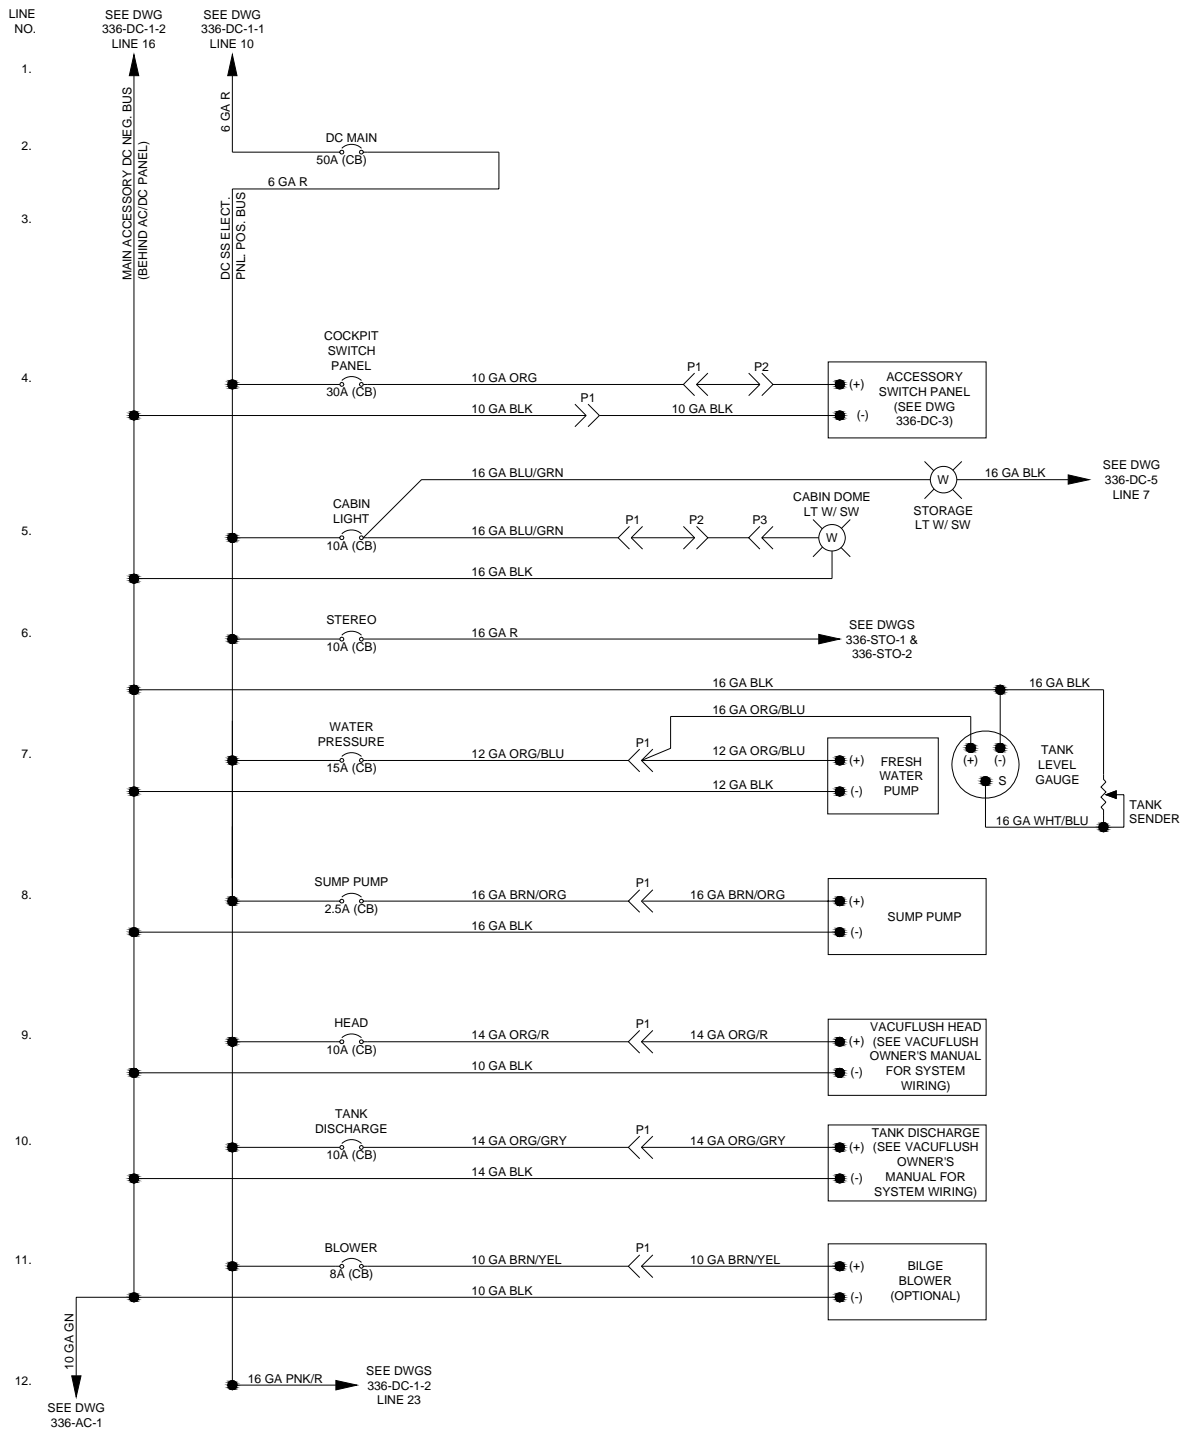 LINE
NO.
SEE DWG
336-DC-1-2
LINE 16
SEE DWG
336-DC-1-1
LINE 10
1.
MAIN ACCESSORY DC NEG. BUS
(BEHIND AC/DC PANEL)
6 GA R
2.
DC MAIN
50A (CB)
6 GA R
3.
DC SS ELECT.
PNL. POS. BUS
4.
COCKPIT
SWITCH
PANEL
30A (CB)
10 GA ORG
P1
P2
(+)
ACCESSORY
SWITCH PANEL
(SEE DWG
336-DC-3)
10 GA BLK
P1
10 GA BLK
(-)
16 GA BLU/GRN
W
STORAGE
LT W/ SW
16 GA BLK
SEE DWG
336-DC-5
LINE 7
5.
CABIN
LIGHT
10A (CB)
16 GA BLU/GRN
P1
P2
P3
CABIN DOME
LT W/ SW
W
16 GA BLK
6.
STEREO
10A (CB)
16 GA R
SEE DWGS
336-STO-1 &
336-STO-2
16 GA BLK
16 GA BLK
16 GA ORG/BLU
7.
WATER
PRESSURE
15A (CB)
12 GA ORG/BLU
P1
12 GA ORG/BLU
(+)
FRESH
WATER
PUMP
12 GA BLK
(-)
(+)
(-)
S
TANK
LEVEL
GAUGE
16 GA WHT/BLU
TANK
SENDER
8.
SUMP PUMP
2.5A (CB)
16 GA BRN/ORG
P1
16 GA BRN/ORG
(+)
SUMP PUMP
16 GA BLK
(-)
9.
HEAD
10A (CB)
14 GA ORG/R
P1
14 GA ORG/R
(+)
VACUFLUSH HEAD
(SEE VACUFLUSH
OWNER'S MANUAL
FOR SYSTEM
WIRING)
10 GA BLK
(-)
10.
TANK
DISCHARGE
10A (CB)
14 GA ORG/GRY
P1
14 GA ORG/GRY
(+)
TANK DISCHARGE
(SEE VACUFLUSH
OWNER'S
MANUAL FOR
SYSTEM WIRING)
14 GA BLK
(-)
11.
BLOWER
8A (CB)
10 GA BRN/YEL
P1
10 GA BRN/YEL
(+)
BILGE
BLOWER
(OPTIONAL)
10 GA BLK
(-)
10 GA GN
12.
16 GA PNK/R
SEE DWGS
336-DC-1-2
LINE 23
SEE DWG
336-AC-1